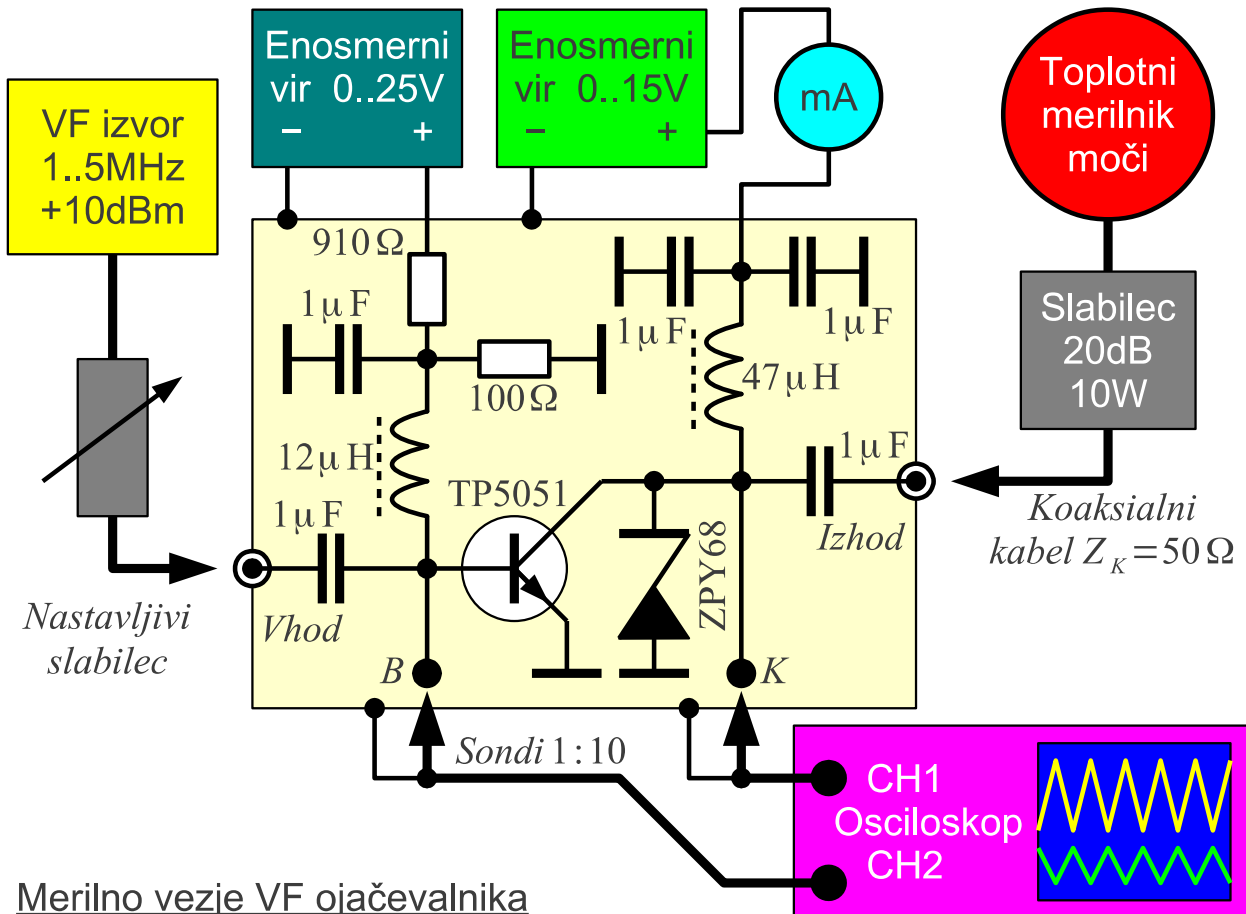 VF izvor
1..5MHz
+10dBm
Enosmerni
vir 0..25V
− +
Enosmerni
vir 0..15V
− +
mA
Toplotni
merilnik
moči
Slabilec
20dB
10W
910Ω
1μF
100Ω
12μH
1μF
1μF
47μH
1μF
TP5051
ZPY68
1μF
Vhod
Izhod
B
K
Nastavljivi
slabilec
Koaksialni
kabel Z_K=50Ω
Sondi 1:10
CH1
Osciloskop
CH2
Merilno vezje VF ojačevalnika